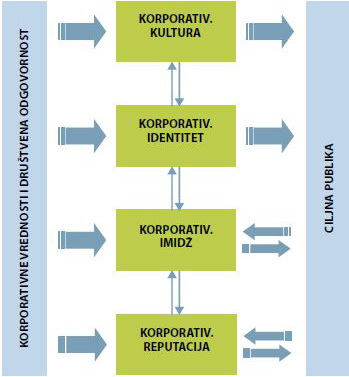 KORPORATIVNE VREDNOSTI I DRUŠTVENA ODGOVORNOST
KORPORATIV.
KULTURA
KORPORATIV.
IDENTITET
KORPORATIV.
IMIDŽ
KORPORATIV.
REPUTACIJA
CILJNA PUBLIKA